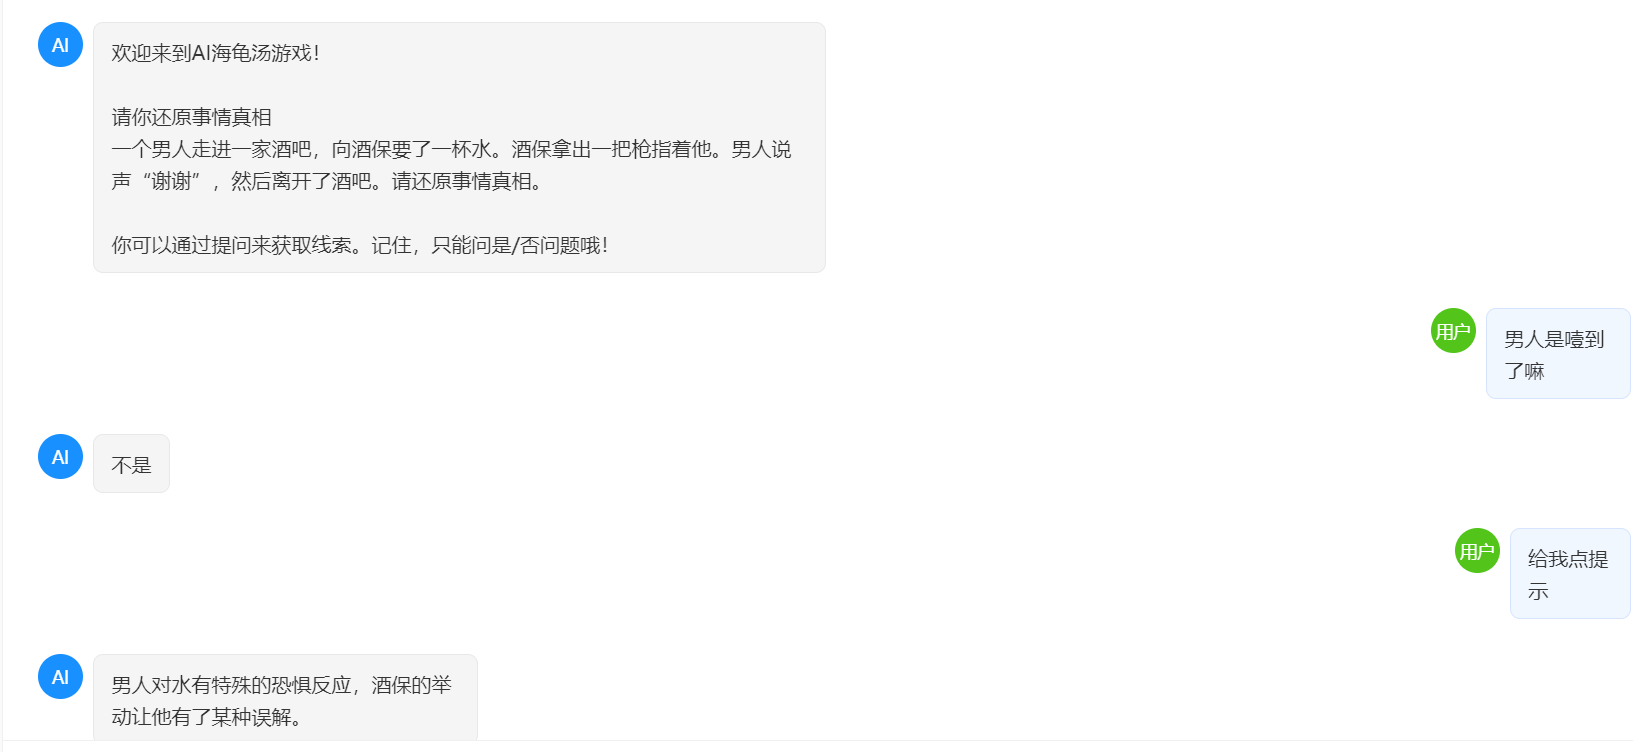 AI
欢迎来到AI海龟汤游戏！
请你还原事情真相
一个男人走进一家酒吧，向酒保要了一杯水。酒保拿出一把枪指着他。男人说
声“谢谢”，然后离开了酒吧。请还原事情真相。
你可以通过提问来获取线索。记住，只能问是/否问题哦！
用户
男人是噎到
了嘛
AI
不是
用户
给我点提
示
AI
男人对水有特殊的恐惧反应，酒保的举
动让他有了某种误解。